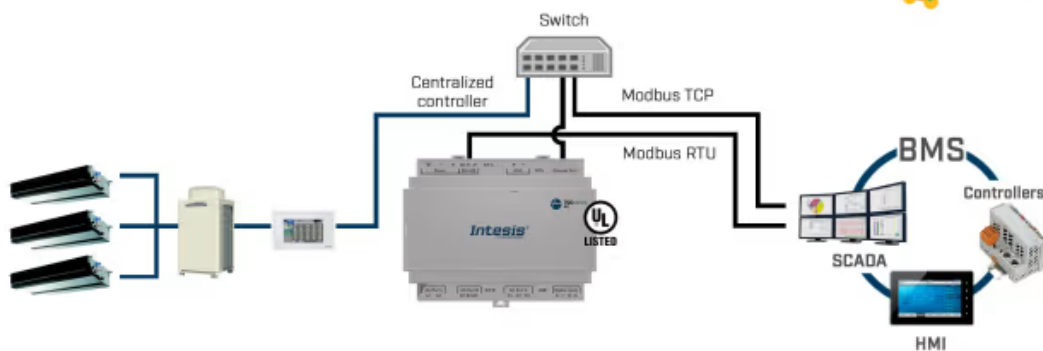 Switch
Centralized
controller
Modbus TCP
Modbus RTU
BMS
Controllers
Intesis
UL
LISTED
SCADA
HMI